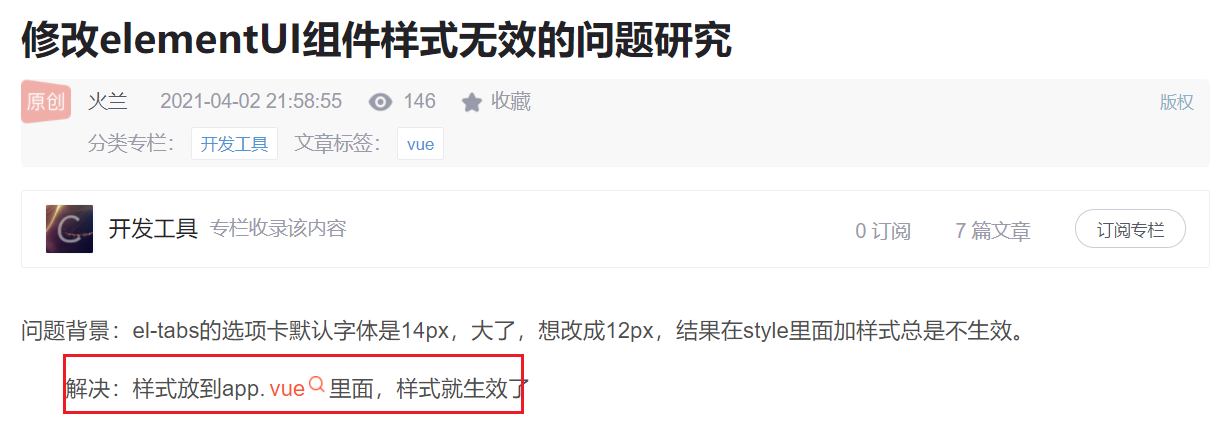 修改elementUI组件样式无效的问题研究
原创 火兰 2021-04-02 21:58:55 146 收藏 版权
分类专栏： 开发工具 文章标签： vue
C 开发工具 专栏收录该内容 0 订阅 7 篇文章 订阅专栏
问题背景：el-tabs的选项卡默认字体是14px，大了，想改成12px，结果在style里面加样式总是不生效。
解决：样式放到app.vue里面，样式就生效了